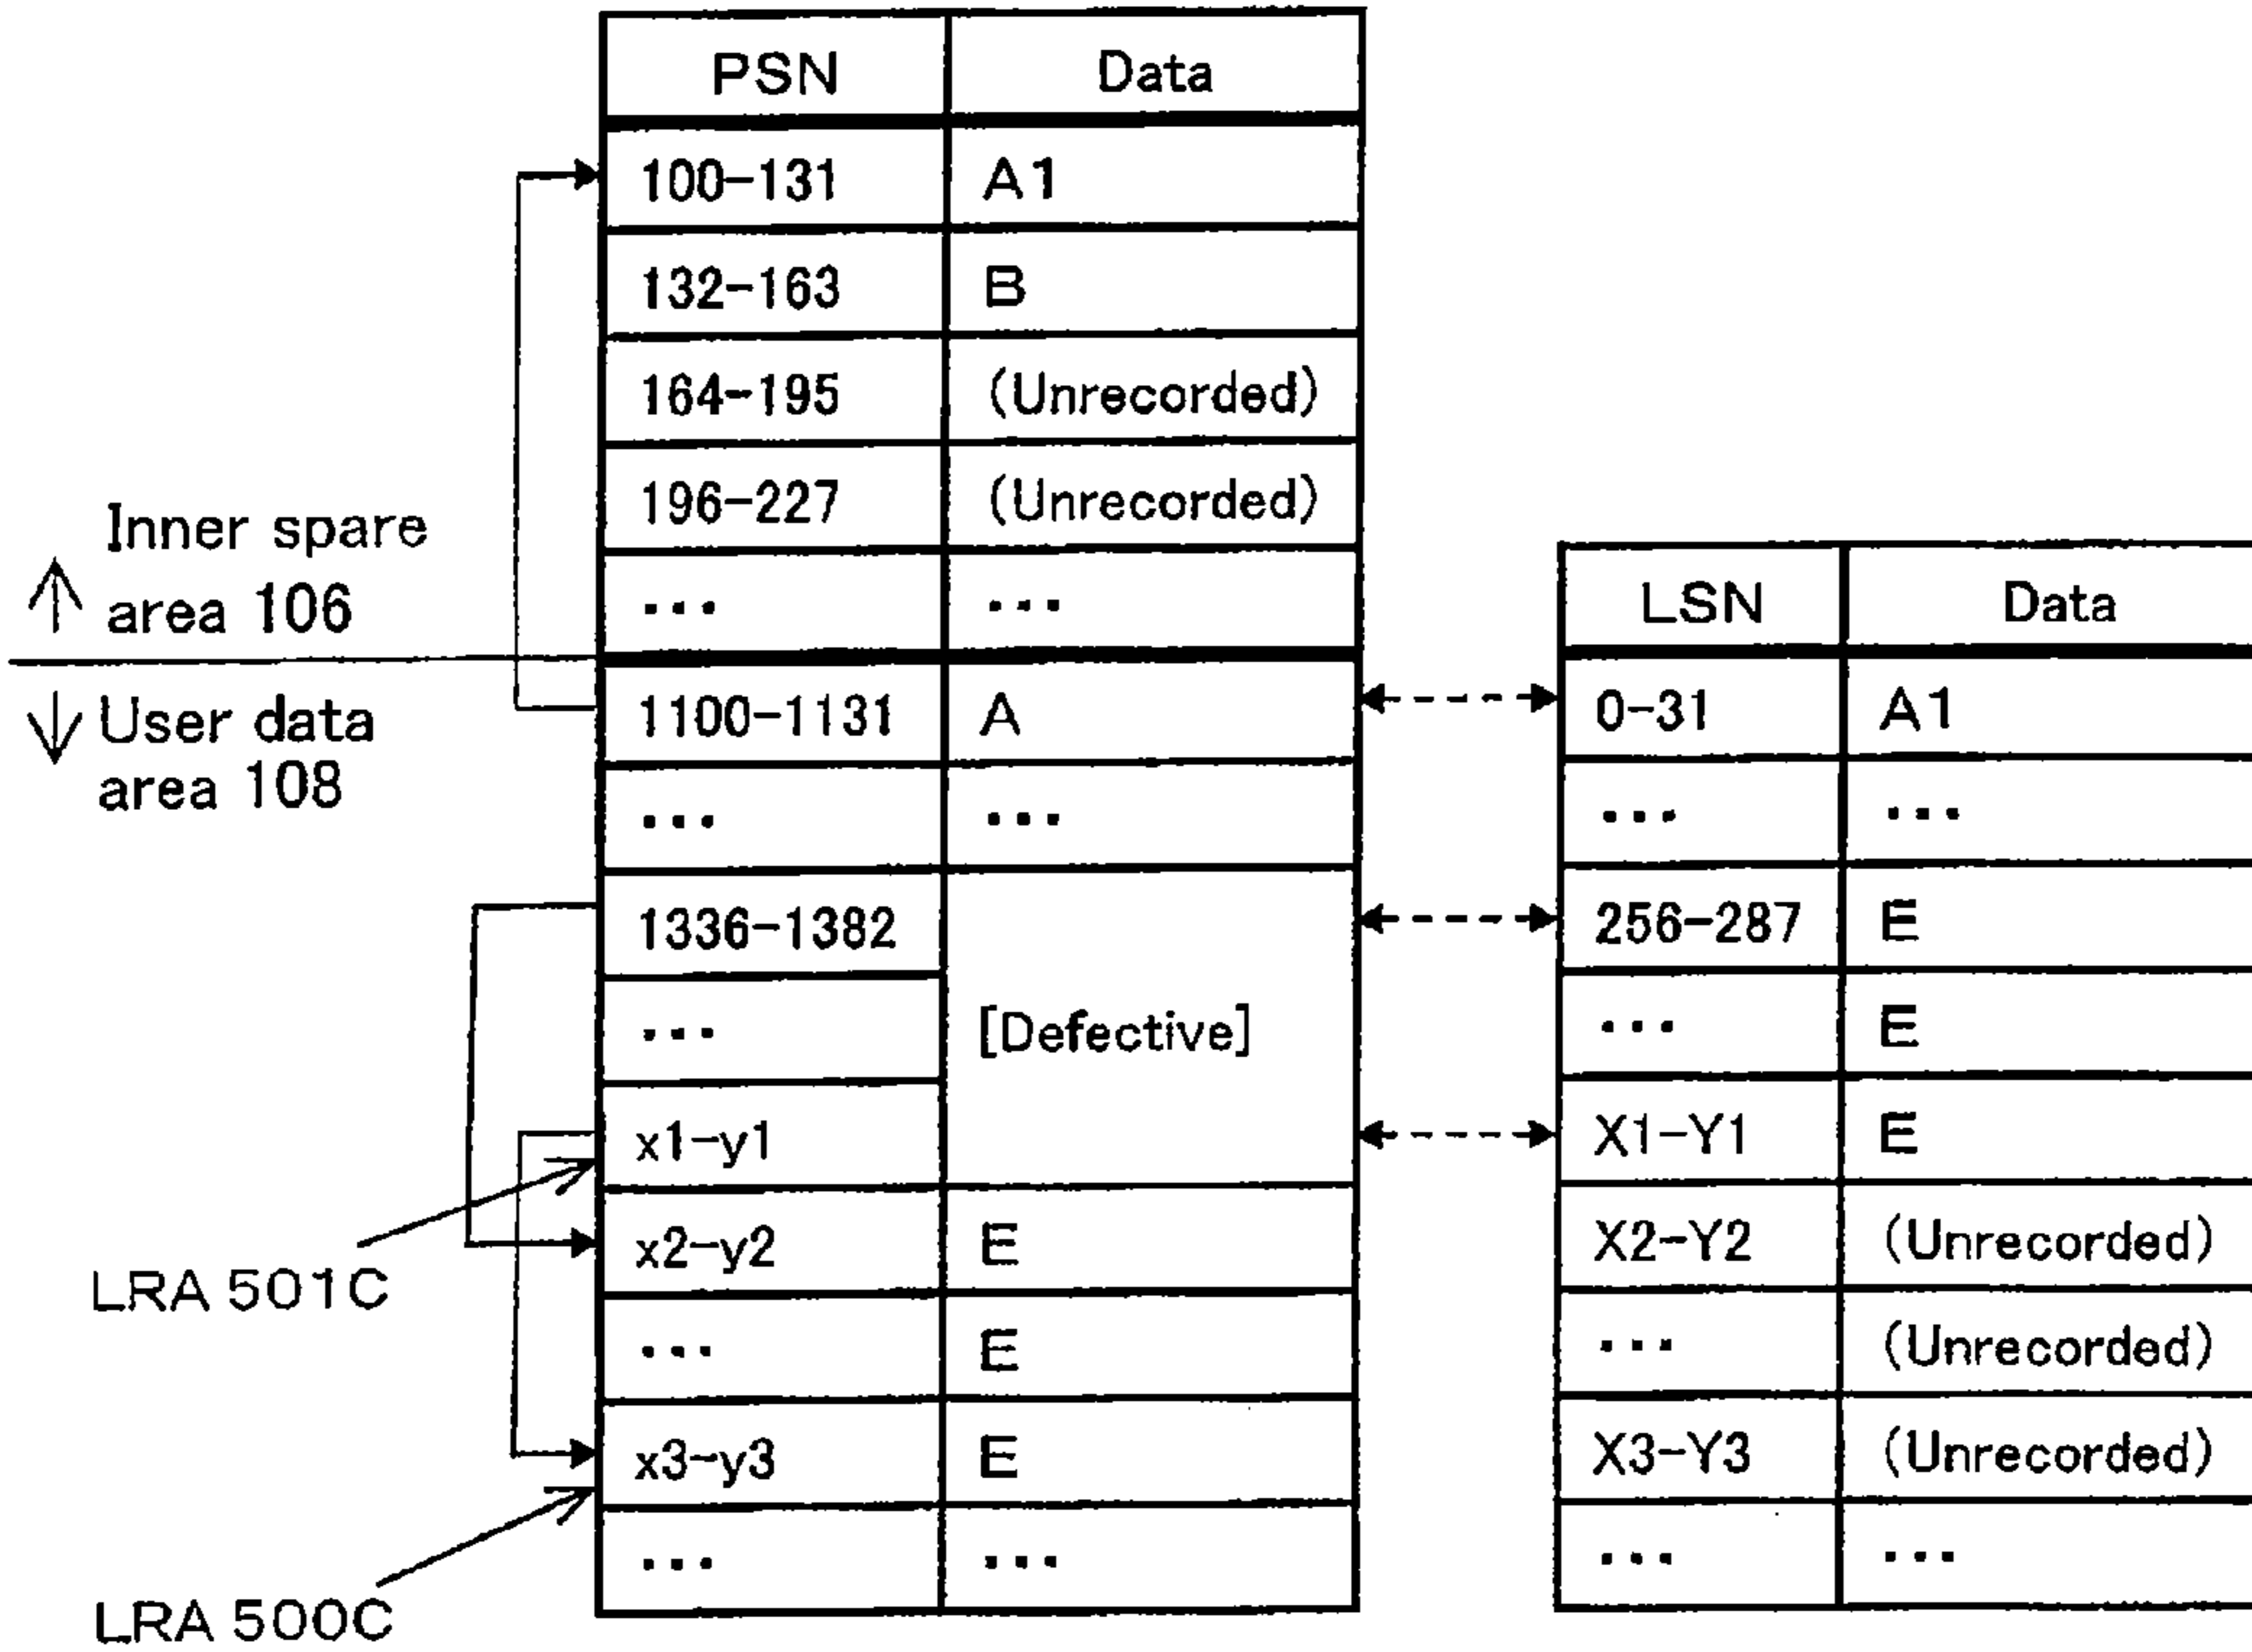 PSN Data
100-131 A1
132-163 B
164-195 (Unrecorded)
196-227 (Unrecorded)
... ...
1100-1131 A
... ...
1336-1382
...
[Defective]
x1-y1
x2-y2 E
... E
x3-y3 E
... ...
Inner spare
area 106
User data
area 108
LRA 501C
LRA 500C
LSN Data
0-31 A1
... ...
256-287 E
... E
X1-Y1 E
X2-Y2 (Unrecorded)
... (Unrecorded)
X3-Y3 (Unrecorded)
... ...